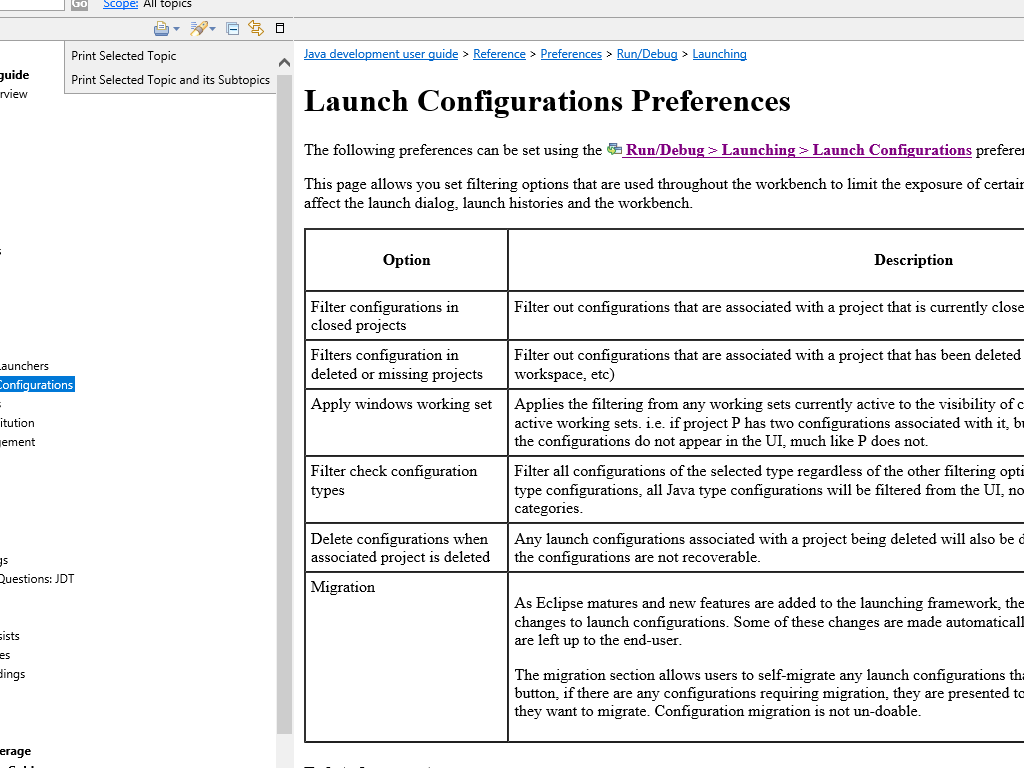 Go Scope: All topics
Print Selected Topic
Print Selected Topic and its Subtopics
guide
rview
s
Launchers
Configurations
s
itution
gement
gs
Questions: JDT
sists
es
dings
erage
Java development user guide > Reference > Preferences > Run/Debug > Launching
Launch Configurations Preferences
The following preferences can be set using the Run/Debug > Launching > Launch Configurations preferen
This page allows you set filtering options that are used throughout the workbench to limit the exposure of certain
affect the launch dialog, launch histories and the workbench.
Option Description
Filter configurations in
closed projects
Filter out configurations that are associated with a project that is currently close
Filters configuration in
deleted or missing projects
Filter out configurations that are associated with a project that has been deleted
workspace, etc)
Apply windows working set
Applies the filtering from any working sets currently active to the visibility of c
active working sets. i.e. if project P has two configurations associated with it, bu
the configurations do not appear in the UI, much like P does not.
Filter check configuration
types
Filter all configurations of the selected type regardless of the other filtering opti
type configurations, all Java type configurations will be filtered from the UI, no
categories.
Delete configurations when
associated project is deleted
Any launch configurations associated with a project being deleted will also be d
the configurations are not recoverable.
Migration
As Eclipse matures and new features are added to the launching framework, the
changes to launch configurations. Some of these changes are made automaticall
are left up to the end-user.
The migration section allows users to self-migrate any launch configurations tha
button, if there are any configurations requiring migration, they are presented to
they want to migrate. Configuration migration is not un-doable.